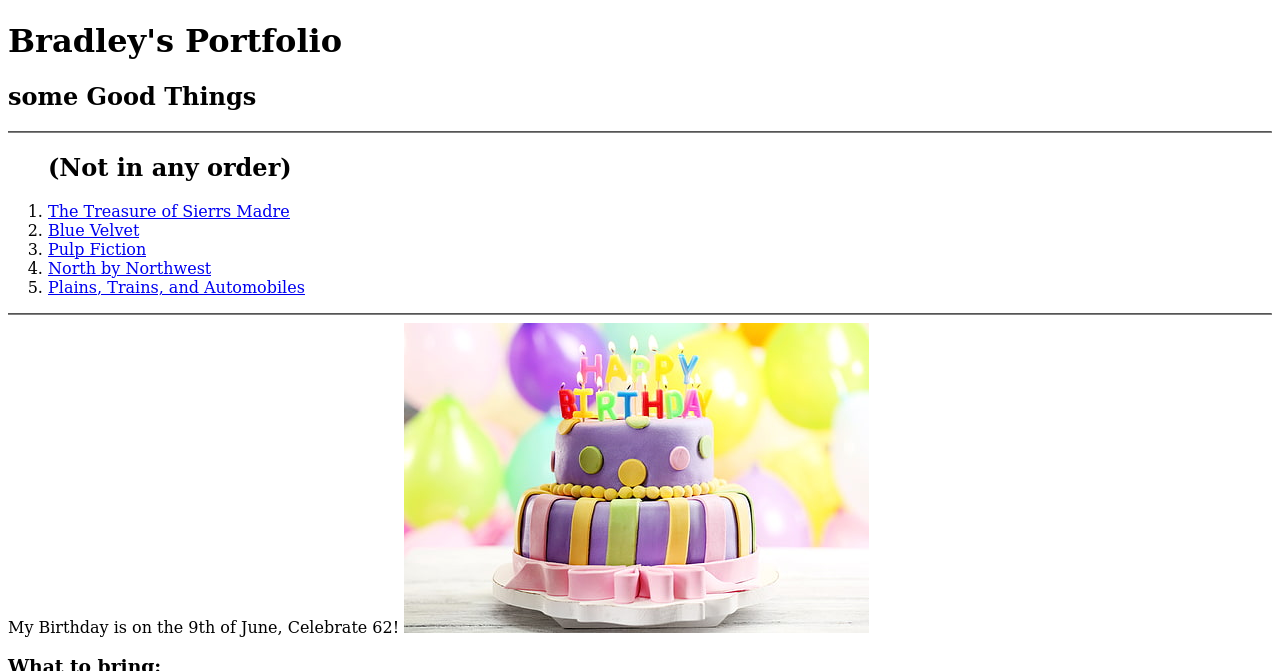 Bradley's Portfolio
some Good Things
(Not in any order)
1. The Treasure of Sierrs Madre
2. Blue Velvet
3. Pulp Fiction
4. North by Northwest
5. Plains, Trains, and Automobiles
HAPPY
BIRTHDAY
My Birthday is on the 9th of June, Celebrate 62!
What to bring: